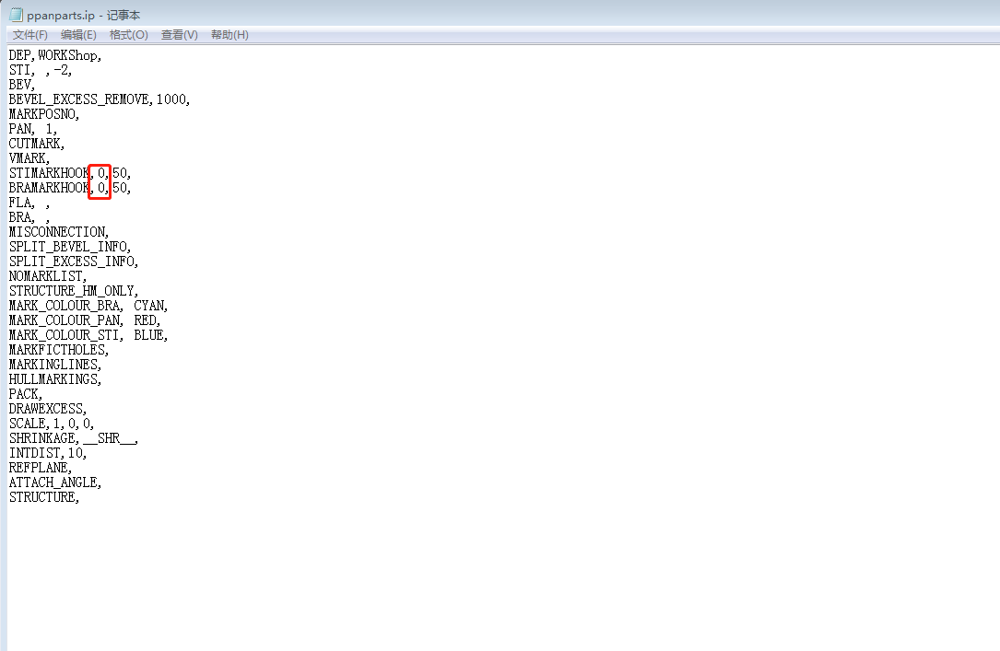 ppanparts.ip - 记事本
文件(F) 编辑(E) 格式(O) 查看(V) 帮助(H)
DEP,WORKShop,
STI, ,-2,
BEV,
BEVEL_EXCESS_REMOVE,1000,
MARKPOSNO,
PAN, 1,
CUTMARK,
VMARK,
STIMARKHOOK,0,50,
BRAMARKHOOK,0,50,
FLA, ,
BRA, ,
MISCONNECTION,
SPLIT_BEVEL_INFO,
SPLIT_EXCESS_INFO,
NOMARKLIST,
STRUCTURE_HM_ONLY,
MARK_COLOUR_BRA, CYAN,
MARK_COLOUR_PAN, RED,
MARK_COLOUR_STI, BLUE,
MARKFICTHOLES,
MARKINGLINES,
HULLMARKINGS,
PACK,
DRAWEXCESS,
SCALE,1,0,0,
SHRINKAGE,__SHR__,
INTDIST,10,
REFPLANE,
ATTACH_ANGLE,
STRUCTURE,